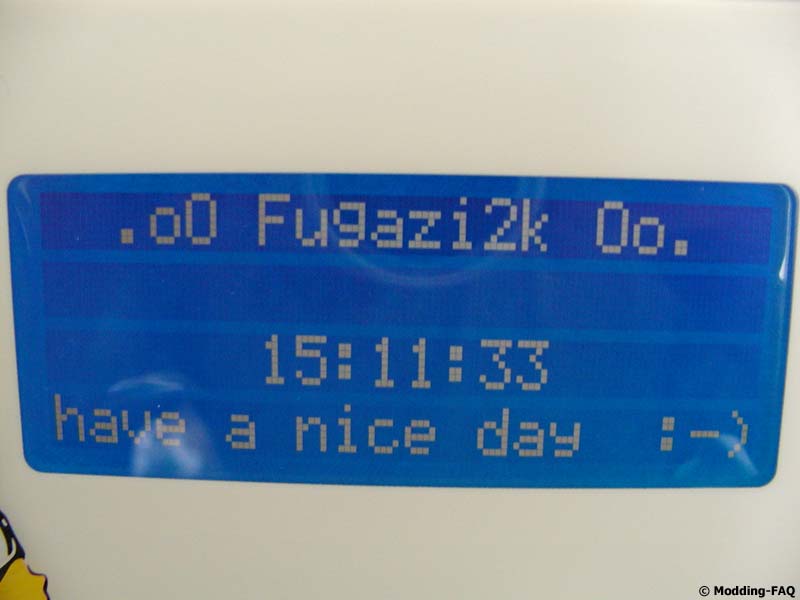 .oO Fugazi2k Oo.
15:11:33
have a nice day :-)
© Modding-FAQ